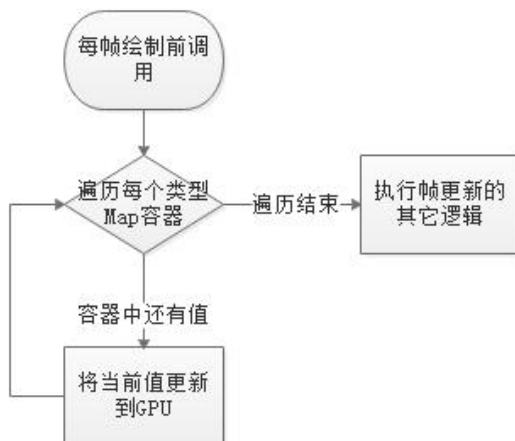 每帧绘制前调
用
遍历每个类型
Map容器
遍历结束
执行帧更新的
其它逻辑
容器中还有值
将当前值更新
到GPU